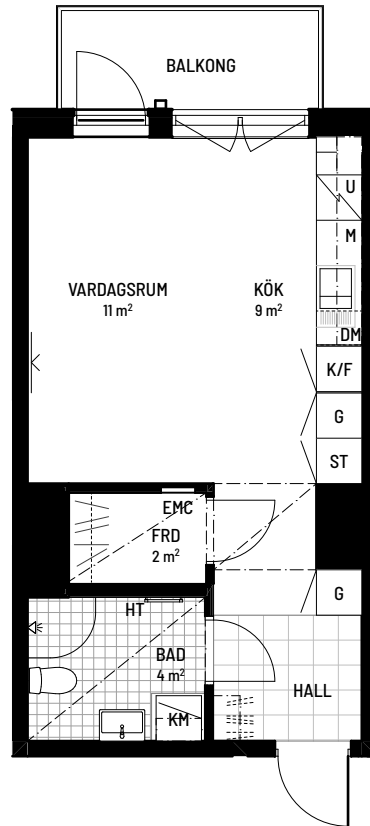 BALKONG
U
M
VARDAGSRUM
11 m²
KÖK
9 m²
DM
K/F
G
ST
EMC
FRD
2 m²
G
HT
BAD
4 m²
KM
HALL